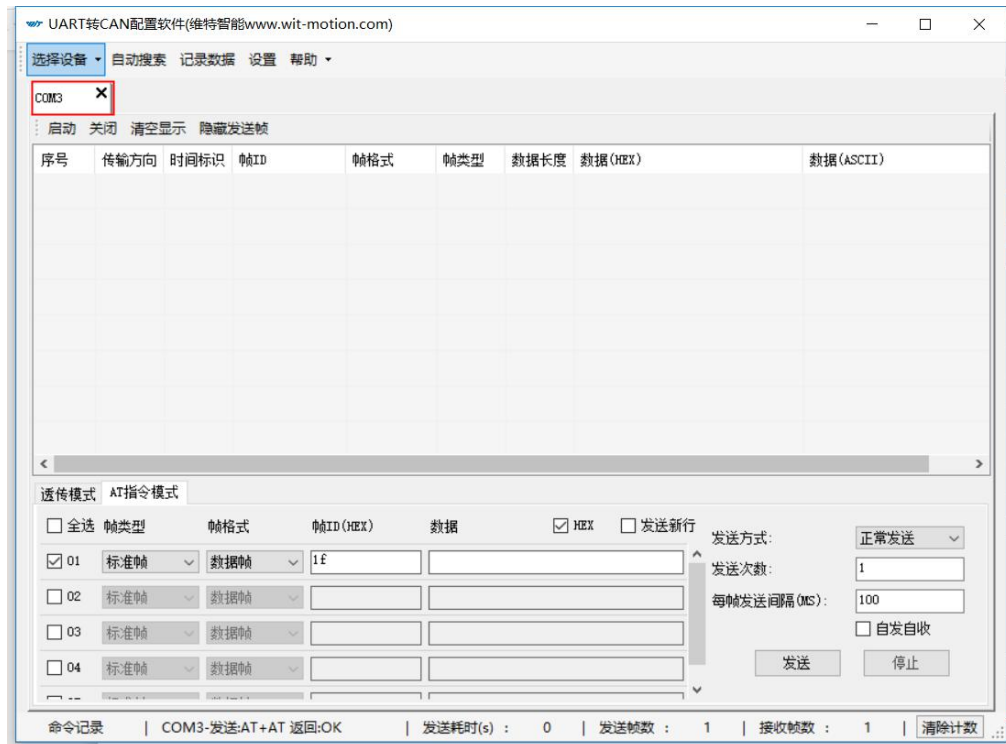 UART转CAN配置软件(维特智能www.wit-motion.com)
选择设备 自动搜索 记录数据 设置 帮助
COM3
启动 关闭 清空显示 隐藏发送帧
序号 传输方向 时间标识 帧ID 帧格式 帧类型 数据长度 数据(HEX) 数据(ASCII)
透传模式 AT指令模式
全选 帧类型 帧格式 帧ID(HEX) 数据 HEX 发送新行
01 标准帧 数据帧 1f
02 标准帧 数据帧
03 标准帧 数据帧
04 标准帧 数据帧
发送方式: 正常发送
发送次数: 1
每帧发送间隔(MS): 100
自发自收
发送 停止
命令记录 | COM3-发送:AT+AT 返回:OK | 发送耗时(s) : 0 | 发送帧数 : 1 | 接收帧数 : 1 | 清除计数